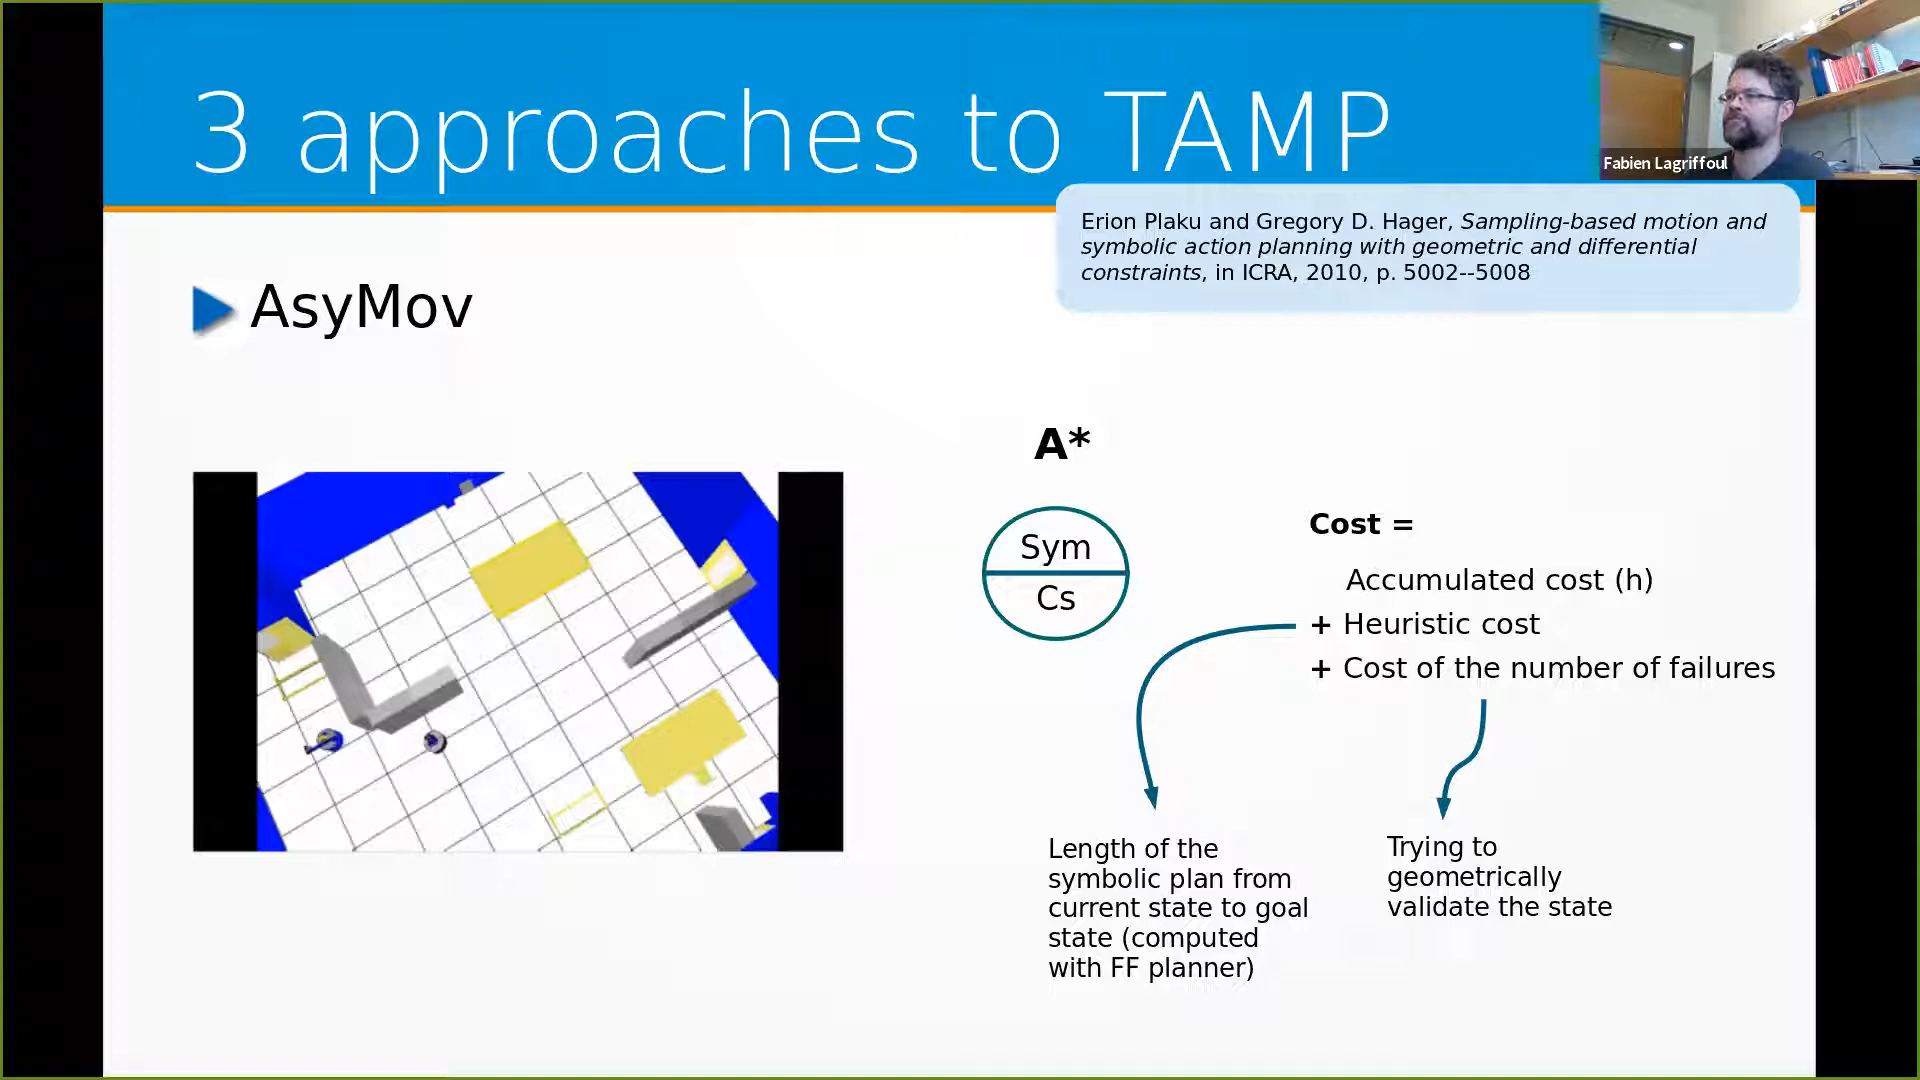 3 approaches to TAMP
Fabien Lagriffoul
Erion Plaku and Gregory D. Hager, Sampling-based motion and
symbolic action planning with geometric and differential
constraints, in ICRA, 2010, p. 5002--5008
AsyMov
A*
Sym
Cs
Cost =
Accumulated cost (h)
+ Heuristic cost
+ Cost of the number of failures
Length of the
symbolic plan from
current state to goal
state (computed
with FF planner)
Trying to
geometrically
validate the state